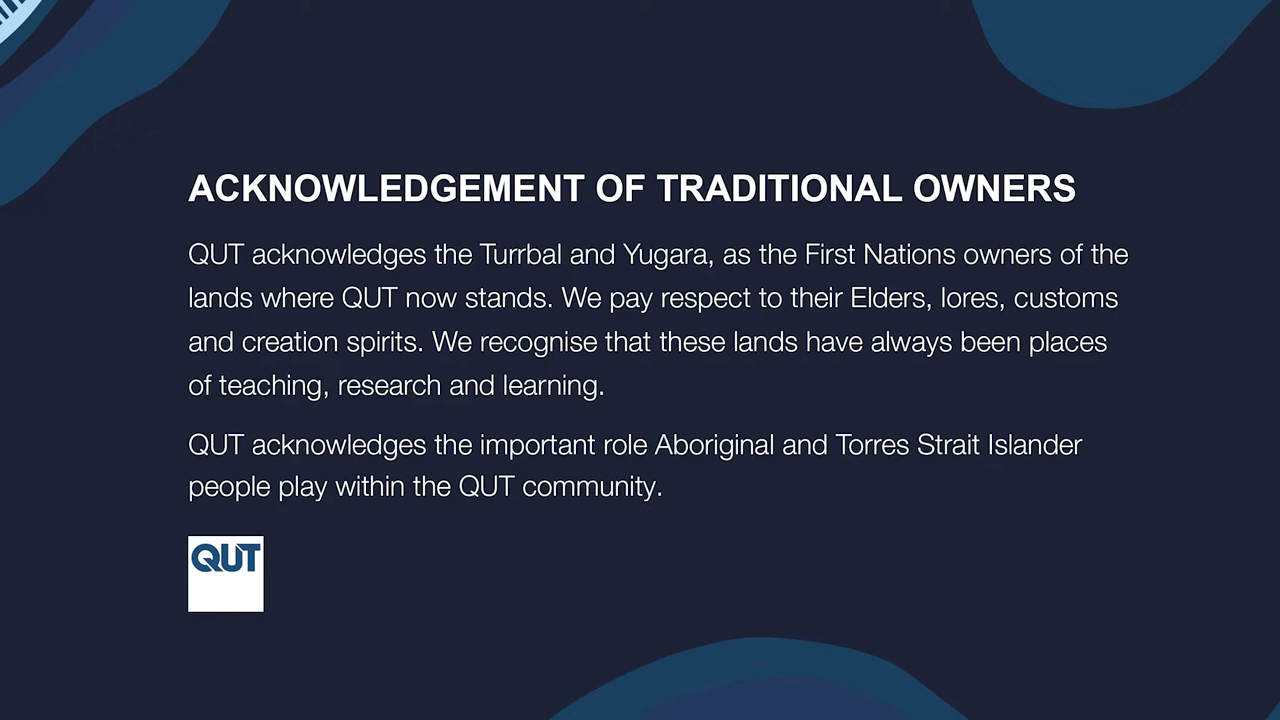 ACKNOWLEDGEMENT OF TRADITIONAL OWNERS
QUT acknowledges the Turrbal and Yugara, as the First Nations owners of the
lands where QUT now stands. We pay respect to their Elders, lores, customs
and creation spirits. We recognise that these lands have always been places
of teaching, research and learning.
QUT acknowledges the important role Aboriginal and Torres Strait Islander
people play within the QUT community.
QUT